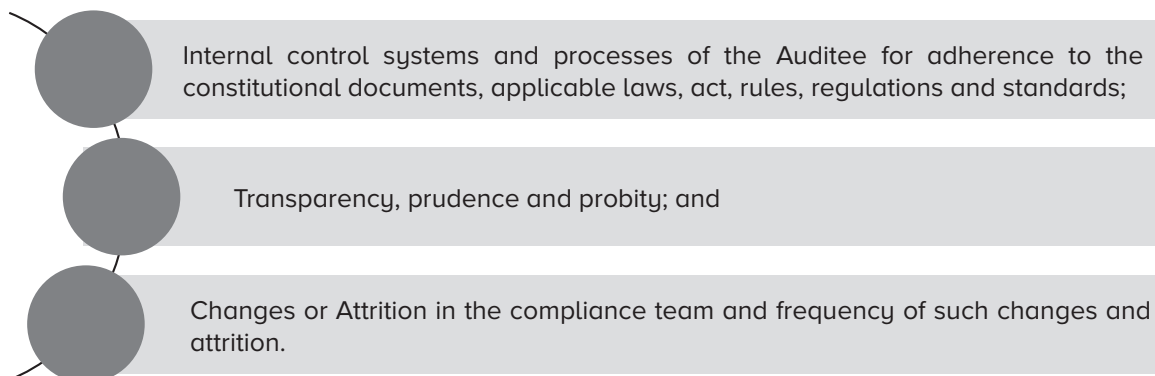 Internal control systems and processes of the Auditee for adherence to the
constitutional documents, applicable laws, act, rules, regulations and standards;
Transparency, prudence and probity; and
Changes or Attrition in the compliance team and frequency of such changes and
attrition.